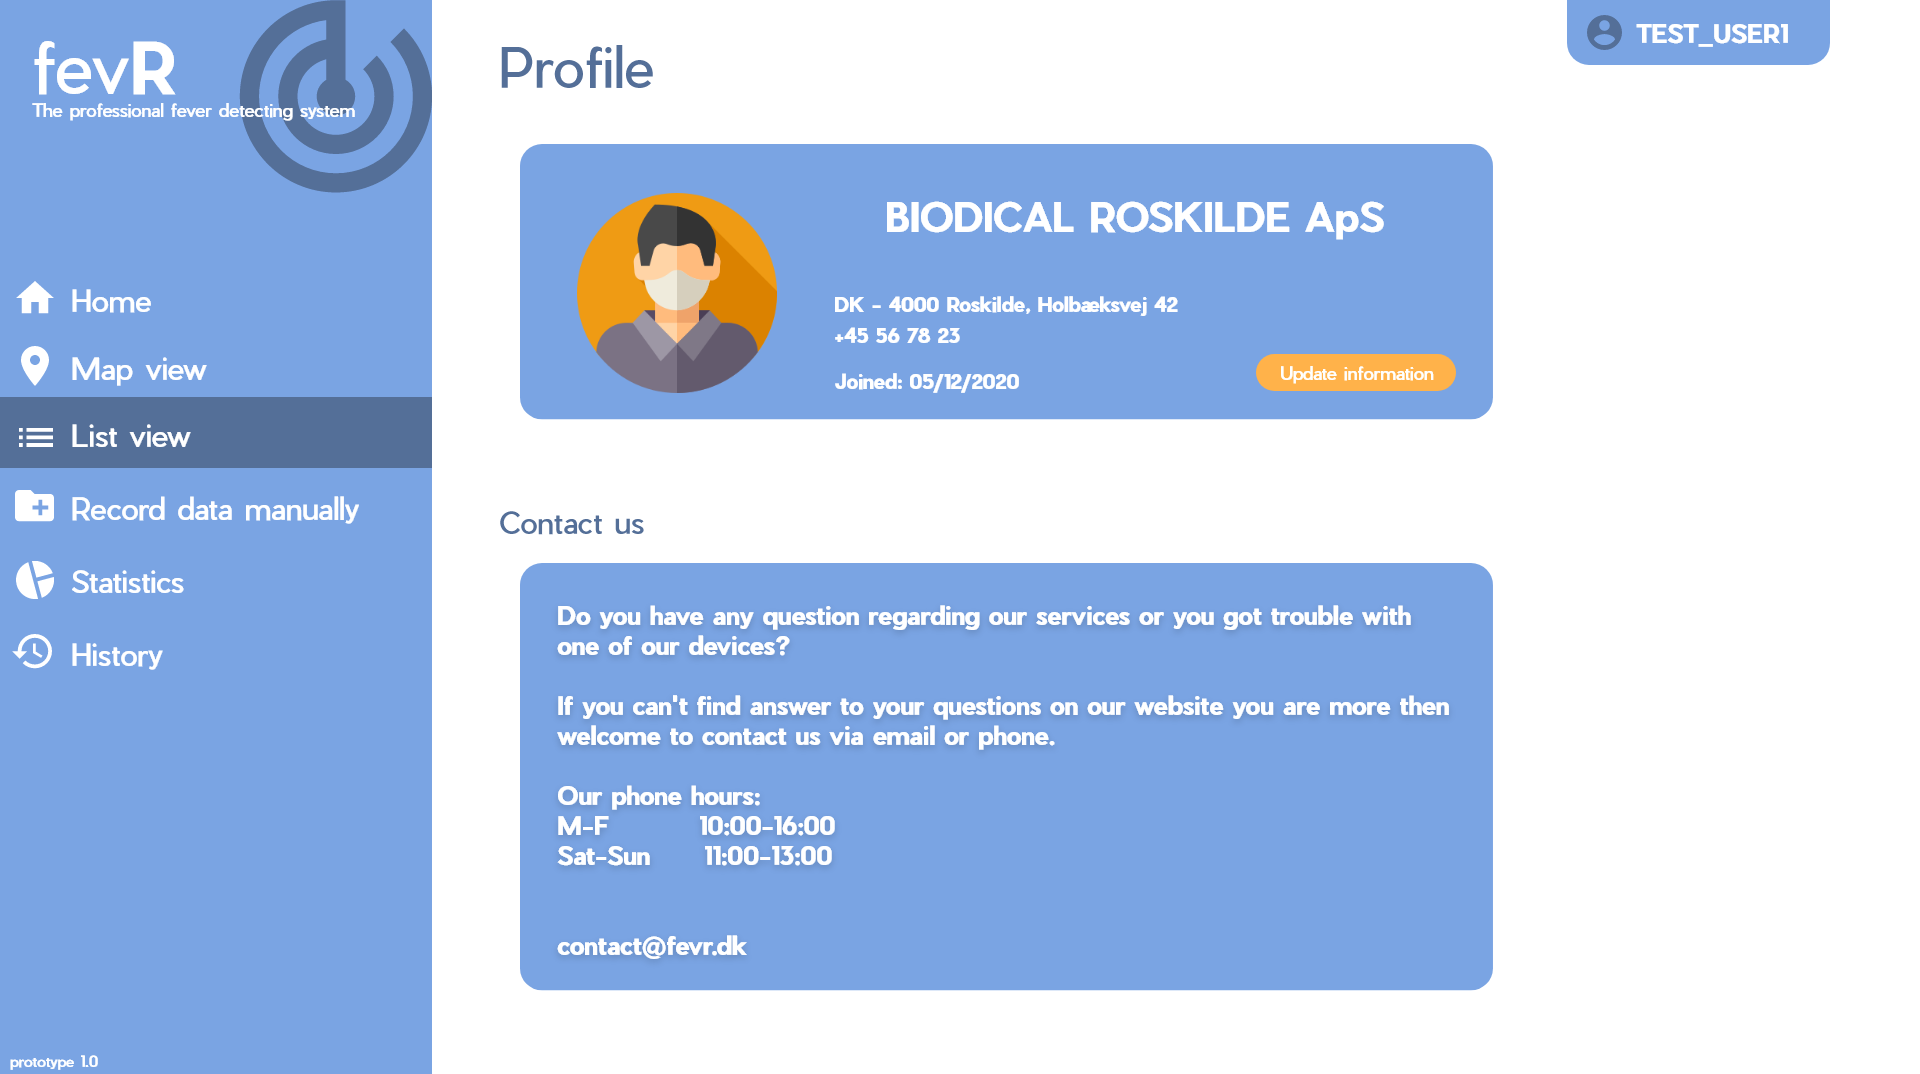 fevR
The professional fever detecting system
Home
Map view
List view
Record data manually
Statistics
History
prototype 1.0
Profile
TEST_USER1
BIODICAL ROSKILDE ApS
DK - 4000 Roskilde, Holbæksvej 42
+45 56 78 23
Joined: 05/12/2020
Update information
Contact us
Do you have any question regarding our services or you got trouble with
one of our devices?
If you can't find answer to your questions on our website you are more then
welcome to contact us via email or phone.
Our phone hours:
M-F 10:00-16:00
Sat-Sun 11:00-13:00
contact@fevr.dk